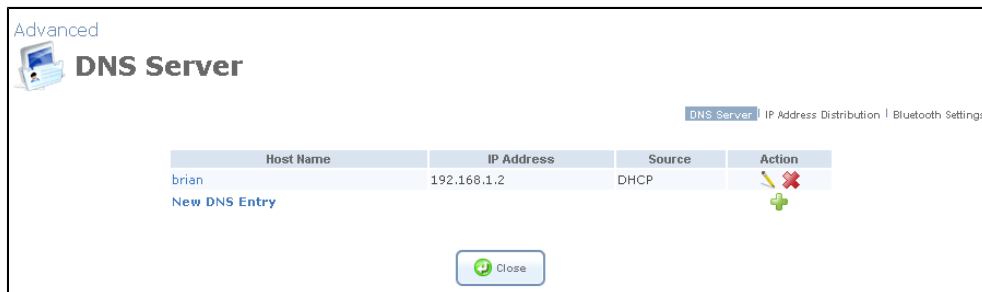 Advanced
DNS Server
DNS Server | IP Address Distribution | Bluetooth Settings
Host Name IP Address Source Action
brian 192.168.1.2 DHCP
New DNS Entry
Close